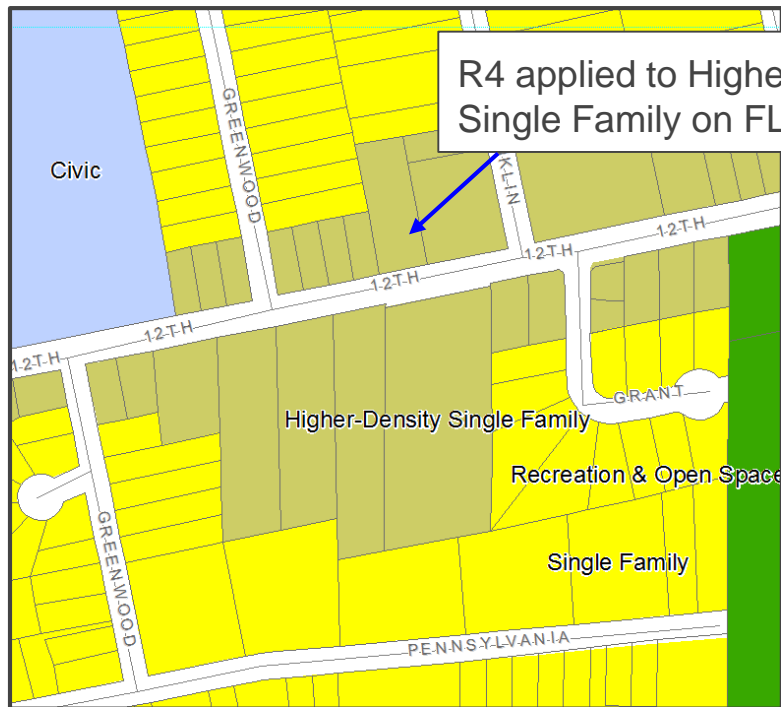 R4 applied to Highe
Single Family on FL
GREENWOOD
KLIN
Civic
12TH
12TH
12TH
12TH
12TH
GRANT
Higher-Density Single Family
Recreation & Open Space
GREENWOOD
Single Family
PENNSYLVANIA